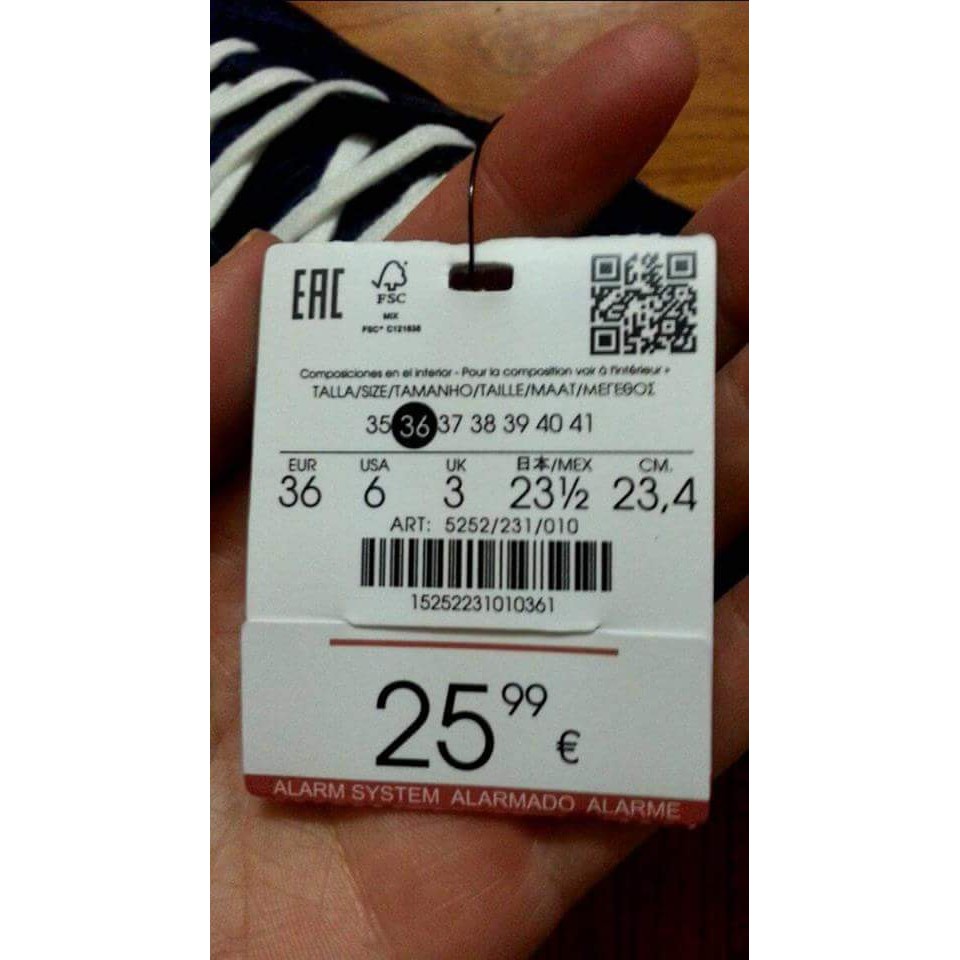 EAC
FSC
MIX
FSC® C121638
Composiciones en el interior - Pour la composition voir à l'intérieur +
TALLA/SIZE/TAMANHO/TAILLE/MAAT/ΜΕΓΕΘΟΣ
35 36 37 38 39 40 41
EUR USA UK 日本/MEX CM.
36 6 3 23½ 23,4
ART: 5252/231/010
15252231010361
25 99 €
ALARM SYSTEM ALARMADO ALARME